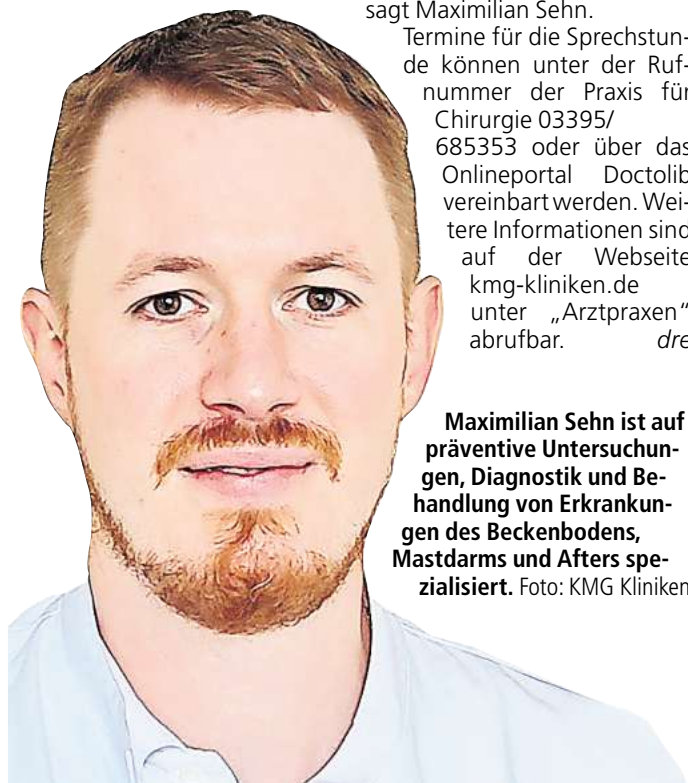 sagt Maximilian Sehn.
Termine für die Sprechstun-
de können unter der Ruf-
nummer der Praxis für
Chirurgie 03395/
685353 oder über das
Onlineportal Doctolib
vereinbart werden. Wei-
tere Informationen sind
auf der Webseite
kmg-kliniken.de
unter „Arztpraxen“
abrufbar. dre
Maximilian Sehn ist auf
präventive Untersuchun-
gen, Diagnostik und Be-
handlung von Erkrankun-
gen des Beckenbodens,
Mastdarms und Afters spe-
zialisiert. Foto: KMG Kliniken